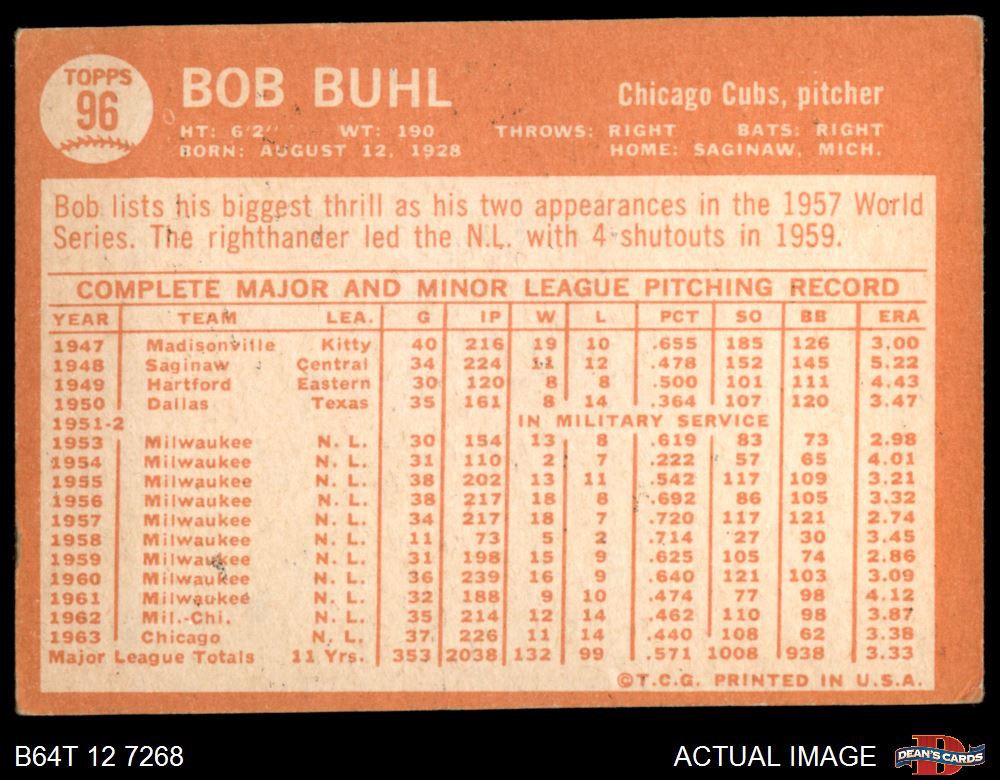 TOPPS
96
BOB BUHL
Chicago Cubs, pitcher
HT: 6'2" WT: 190 THROWS: RIGHT BATS: RIGHT
BORN: AUGUST 12, 1928 HOME: SAGINAW, MICH.
Bob lists his biggest thrill as his two appearances in the 1957 World
Series. The righthander led the N.L. with 4 shutouts in 1959.
COMPLETE MAJOR AND MINOR LEAGUE PITCHING RECORD
YEAR TEAM LEA. G IP W L PCT SO BB ERA
1947 Madisonville Kitty 40 216 19 10 .655 185 126 3.00
1948 Saginaw Central 34 224 11 12 .478 152 145 5.22
1949 Hartford Eastern 30 120 8 8 .500 101 111 4.43
1950 Dallas Texas 35 161 8 14 .364 107 120 3.47
1951-2 IN MILITARY SERVICE
1953 Milwaukee N. L. 30 154 13 8 .619 83 73 2.98
1954 Milwaukee N. L. 31 110 2 7 .222 57 65 4.01
1955 Milwaukee N. L. 38 202 13 11 .542 117 109 3.21
1956 Milwaukee N. L. 38 217 18 8 .692 86 105 3.32
1957 Milwaukee N. L. 34 217 18 7 .720 117 121 2.74
1958 Milwaukee N. L. 11 73 5 2 .714 27 30 3.45
1959 Milwaukee N. L. 31 198 15 9 .625 105 74 2.86
1960 Milwaukee N. L. 36 239 16 9 .640 121 103 3.09
1961 Milwaukee N. L. 32 188 9 10 .474 77 98 4.12
1962 Mil.-Chi. N. L. 35 214 12 14 .462 110 98 3.87
1963 Chicago N. L. 37 226 11 14 .440 108 62 3.38
Major League Totals 11 Yrs. 353 2038 132 99 .571 1008 938 3.33
©T.C.G. PRINTED IN U.S.A.
B64T 12 7268
ACTUAL IMAGE
DEAN'S CARDS